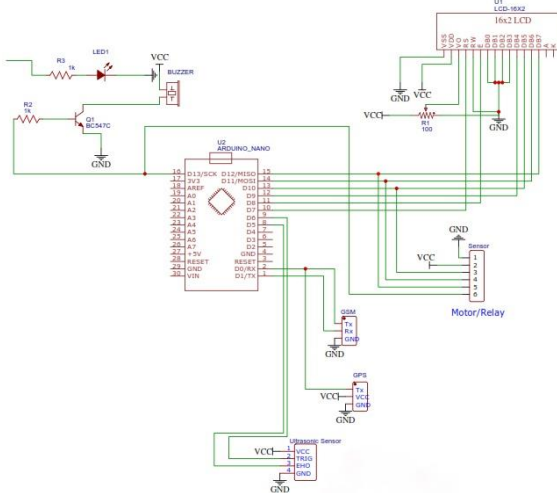 U1
LCD-16X2
16x2 LCD
VSS
VDD
VO
RS
RW
E
DB0
DB1
DB2
DB3
DB4
DB5
DB6
DB7
A
K
R3
1k
LED1
VCC
BUZZER
R2
1k
Q1
BC547C
GND
GND
VCC
VCC
R1
100
GND
U2
ARDUINO_NANO
16 D13/SCK D12/MISO 15
17 3V3 D11/MOSI 14
18 AREF D10 13
19 A0 D9 12
20 A1 D8 11
21 A2 D7 10
22 A3 D6 9
23 A4 D5 8
24 A5 D4 7
25 A6 D3 6
26 A7 D2 5
27 +5V GND 4
28 RESET RESET 3
29 GND D0/RX 2
30 VIN D1/TX 1
GND
Sensor
VCC
1
2
3
4
5
6
Motor/Relay
GSM
Tx
Rx
GND
GND
GPS
Tx
VCC VCC
GND
GND
Ultrasonic Sensor
VCC 1 VCC
2 TRIG
3 EHO
4 GND
GND